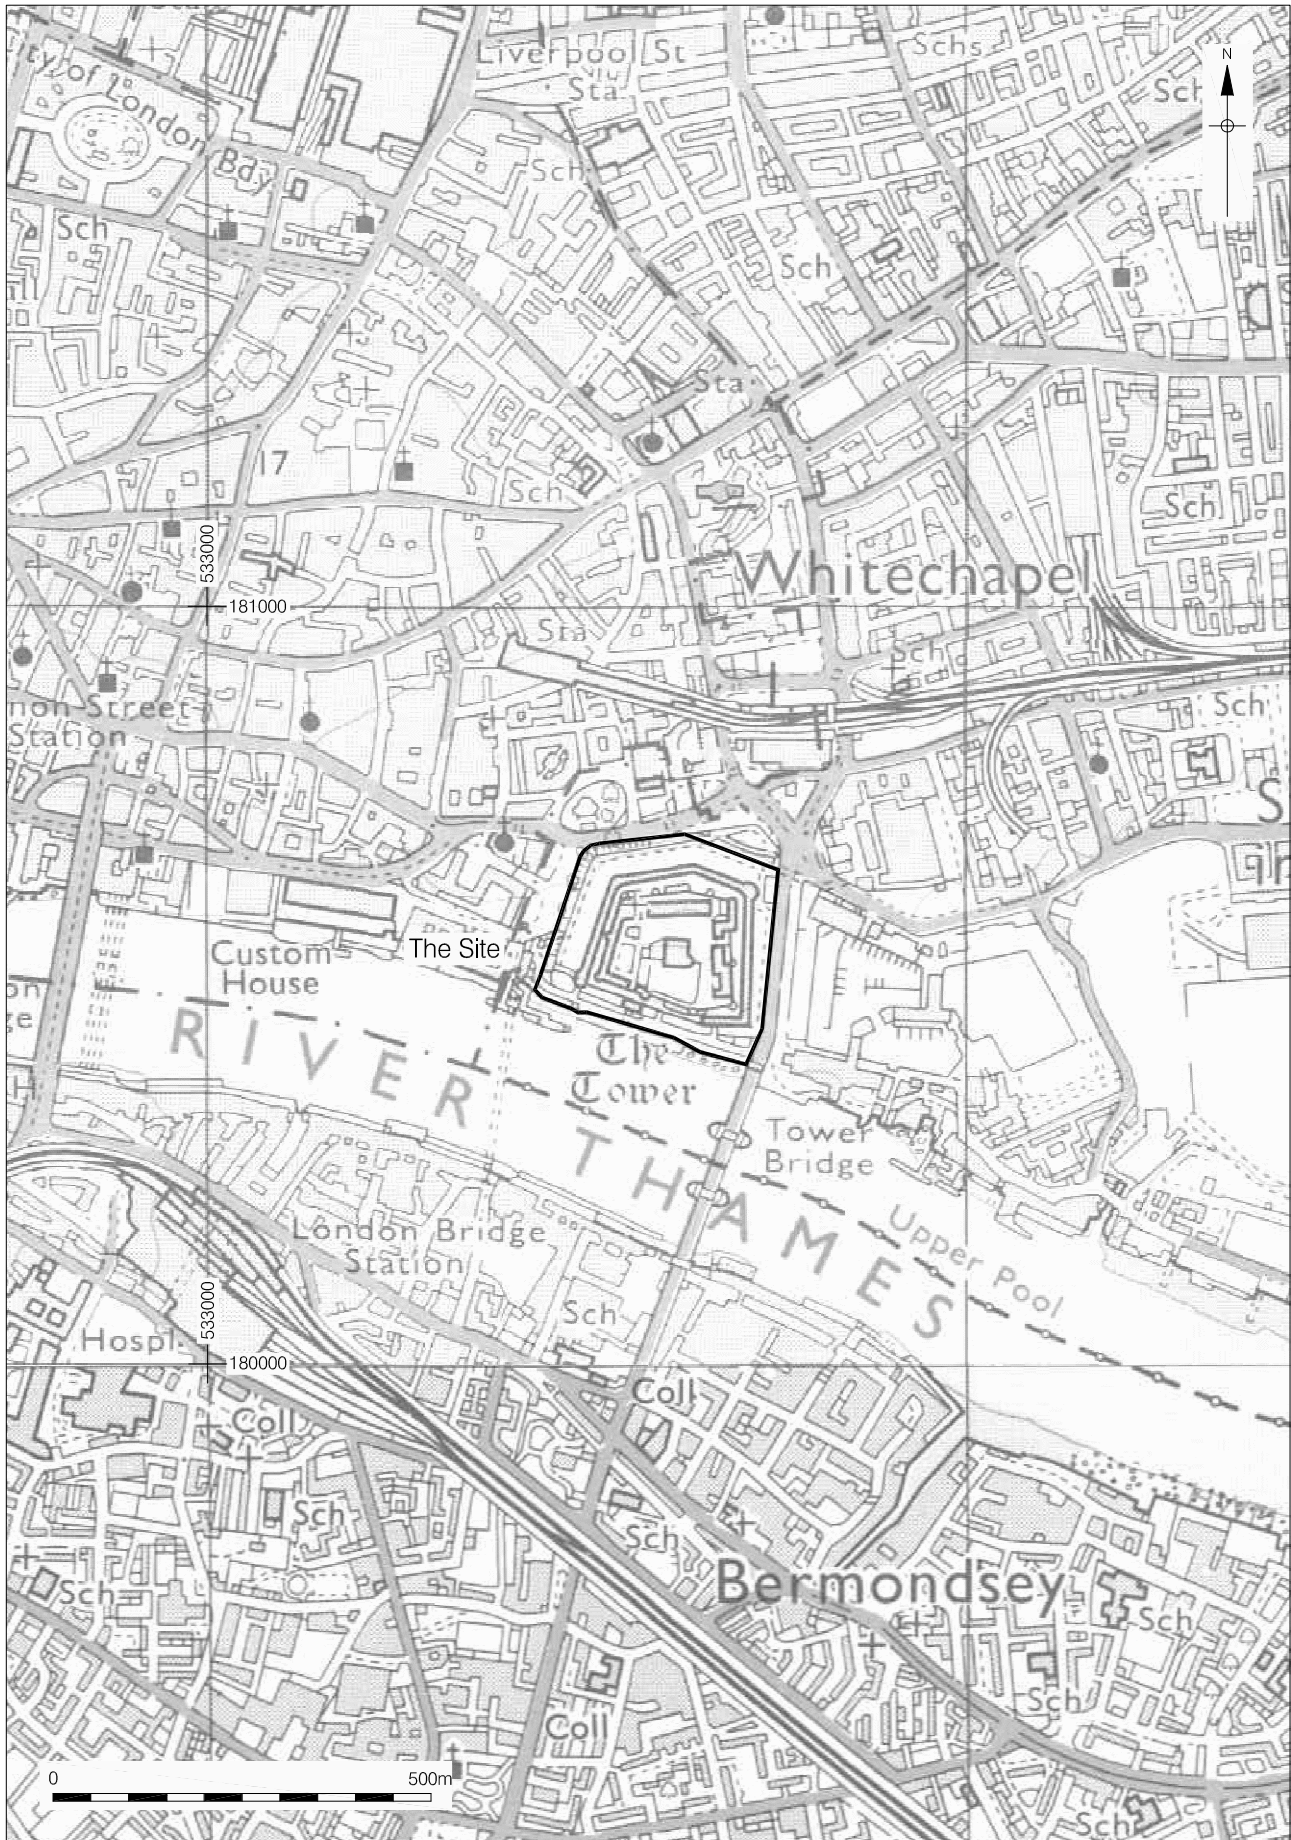 Liverpool St
Sta
Schs
N
City of London Bdy
Sch
Sch
Sch
Sch
Sta
17
Sch
Sch
533000
Whitechapel
181000
Sta
Sch
Sch
Station
The Site
Custom
House
RIVER THAMES
The
Tower
Tower
Bridge
Upper Pool
London Bridge
Station
Sch
533000
Hospl
180000
Coll
Coll
Sch
Sch
Bermondsey
Sch
Sch
Sch
Coll
0
500m
Sch